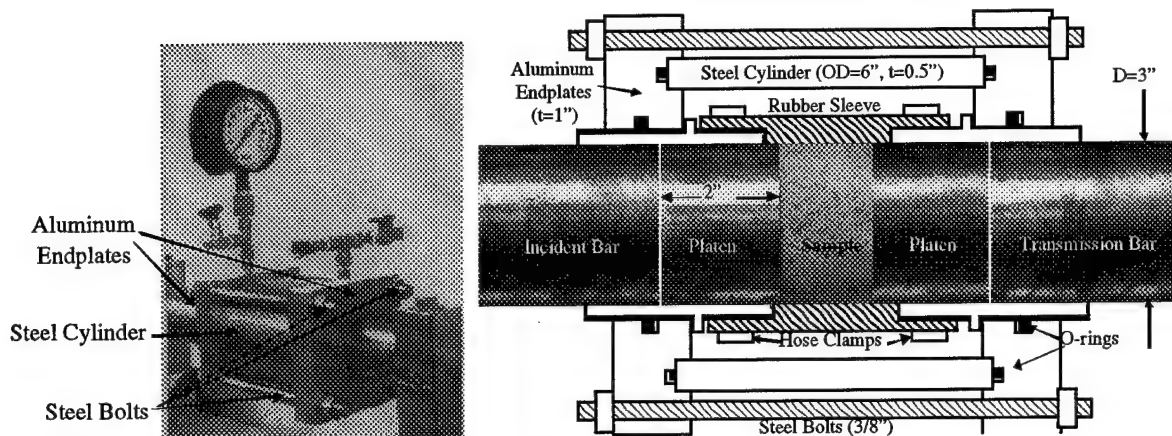 Aluminum
Endplates
Steel Cylinder
Steel Bolts
Aluminum
Endplates
(t=1")
Steel Cylinder (OD=6", t=0.5")
D=3"
Rubber Sleeve
2"
Incident Bar
Platen
Sample
Platen
Transmission Bar
Hose Clamps
O-rings
Steel Bolts (3/8")